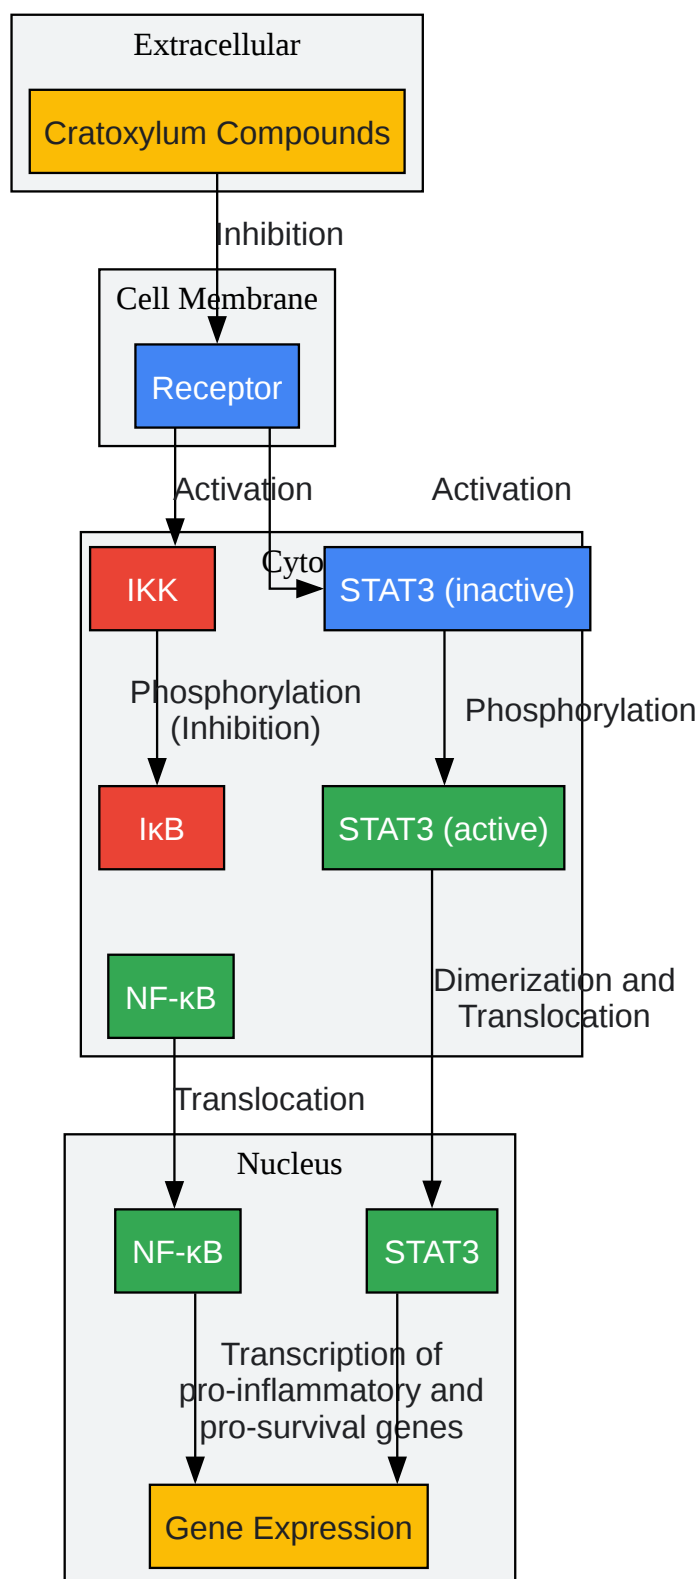 Extracellular
Cratoxylum Compounds
Inhibition
Cell Membrane
Receptor
Activation
Activation
Cyto
IKK
STAT3 (inactive)
Phosphorylation
(Inhibition)
Phosphorylation
IκB
STAT3 (active)
NF-κB
Dimerization and
Translocation
Translocation
Nucleus
NF-κB
STAT3
Transcription of
pro-inflammatory and
pro-survival genes
Gene Expression